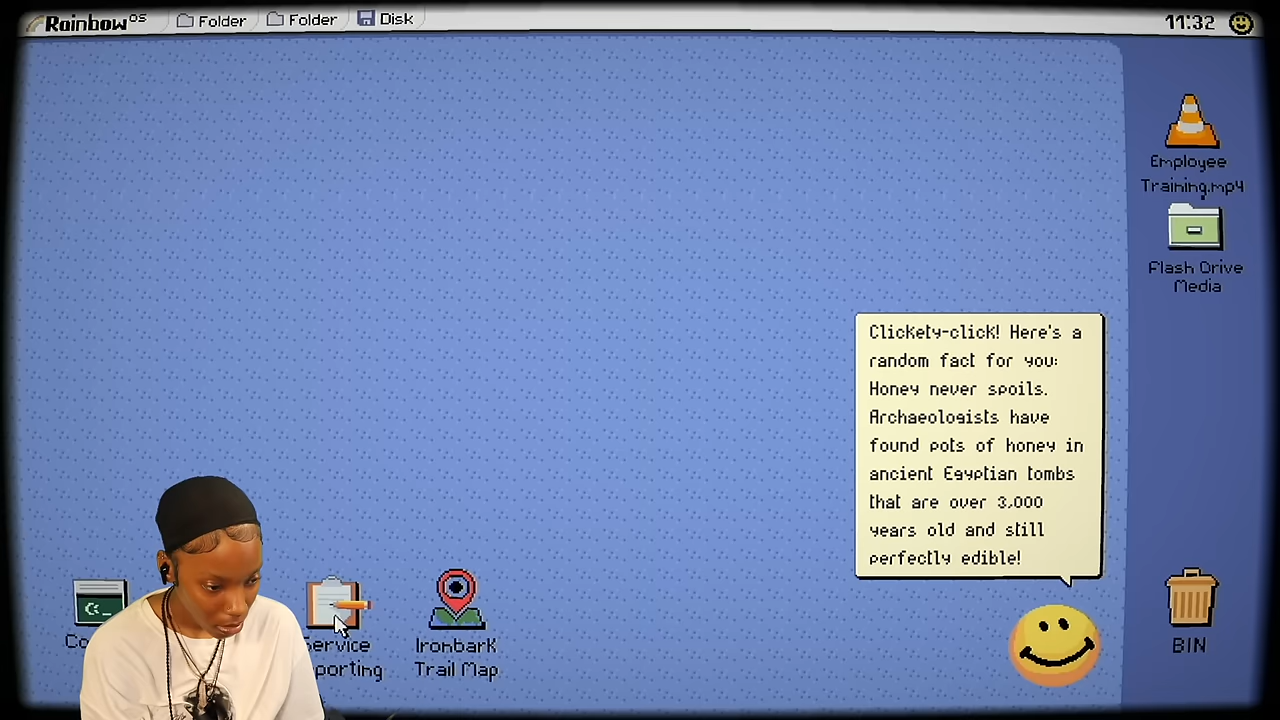 Rainbow OS
Folder
Folder
Disk
11:32
Employee
Training.mp4
Flash Drive
Media
Clickety-click! Here's a
random fact for you:
Honey never spoils.
Archaeologists have
found pots of honey in
ancient Egyptian tombs
that are over 3,000
years old and still
perfectly edible!
Co
ervice
porting
Ironbark
Trail Map
BIN